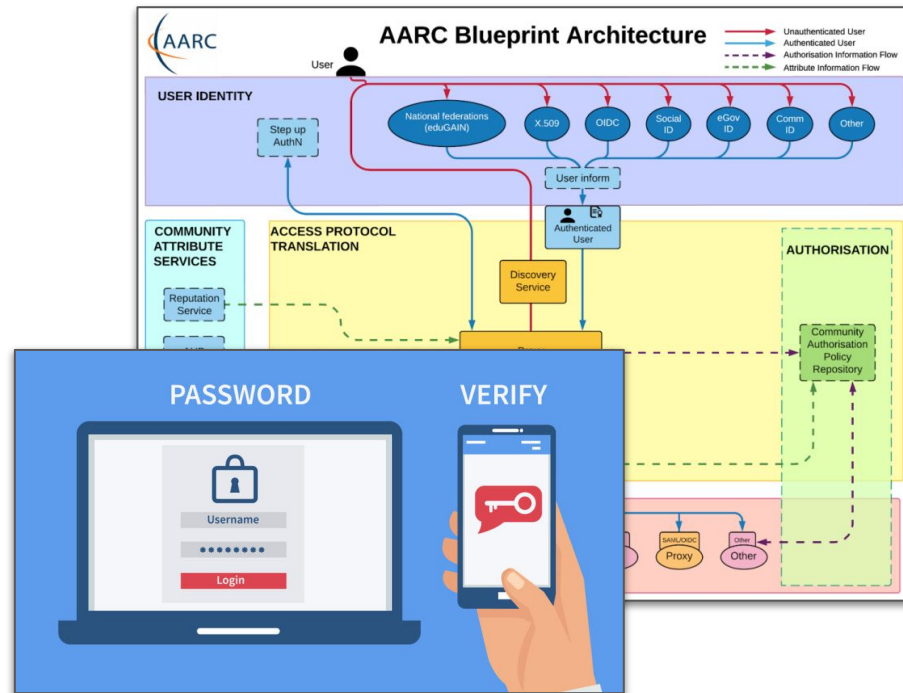 AARC
AARC Blueprint Architecture
Unauthenticated User
Authenticated User
Authorisation Information Flow
Attribute Information Flow
User
USER IDENTITY
Step up
AuthN
National federations
(eduGAIN)
X.509
OIDC
Social
ID
eGov
ID
Comm
ID
Other
User inform
Authenticated
User
COMMUNITY
ATTRIBUTE
SERVICES
ACCESS PROTOCOL
TRANSLATION
AUTHORISATION
Discovery
Service
Reputation
Service
Community
Authorisation
Policy
Repository
SAML/OIDC
Proxy
Other
Other
PASSWORD
VERIFY
Username
Login